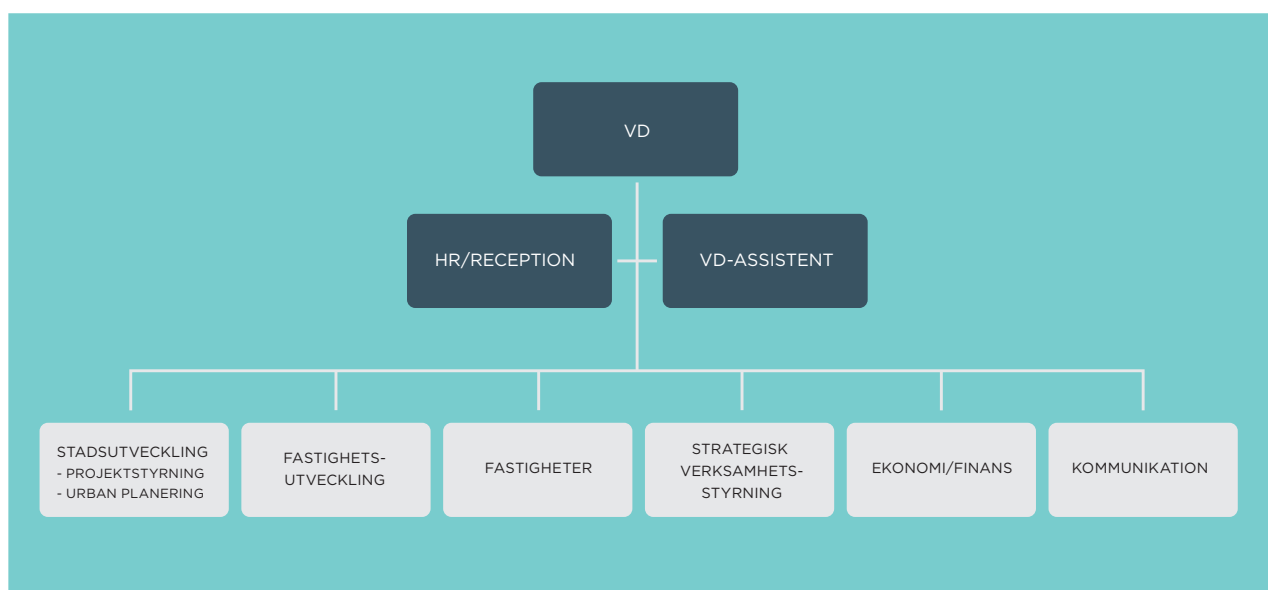 VD
HR/RECEPTION
VD-ASSISTENT
STADSUTVECKLING
- PROJEKTSTYRNING
- URBAN PLANERING
FASTIGHETS-
UTVECKLING
FASTIGHETER
STRATEGISK
VERKSAMHETS-
STYRNING
EKONOMI/FINANS
KOMMUNIKATION